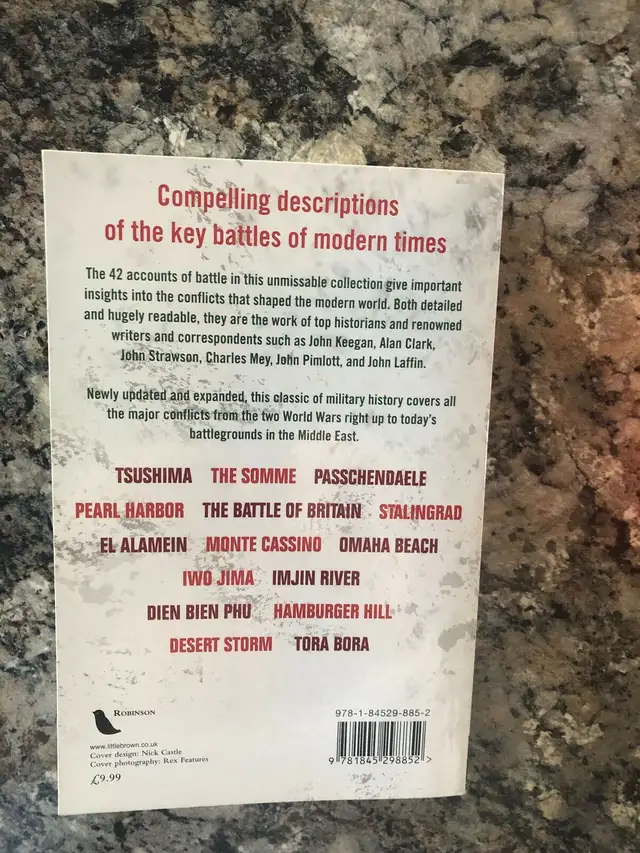 Compelling descriptions
of the key battles of modern times
The 42 accounts of battle in this unmissable collection give important
insights into the conflicts that shaped the modern world. Both detailed
and hugely readable, they are the work of top historians and renowned
writers and correspondents such as John Keegan, Alan Clark,
John Strawson, Charles Mey, John Pimlott, and John Laffin.
Newly updated and expanded, this classic of military history covers all
the major conflicts from the two World Wars right up to today's
battlegrounds in the Middle East.
TSUSHIMA THE SOMME PASSCHENDAELE
PEARL HARBOR THE BATTLE OF BRITAIN STALINGRAD
EL ALAMEIN MONTE CASSINO OMAHA BEACH
IWO JIMA IMJIN RIVER
DIEN BIEN PHU HAMBURGER HILL
DESERT STORM TORA BORA
ROBINSON
www.littlebrown.co.uk
Cover design: Nick Castle
Cover photography: Rex Features
£9.99
978-1-84529-885-2
9 781845 298852 >